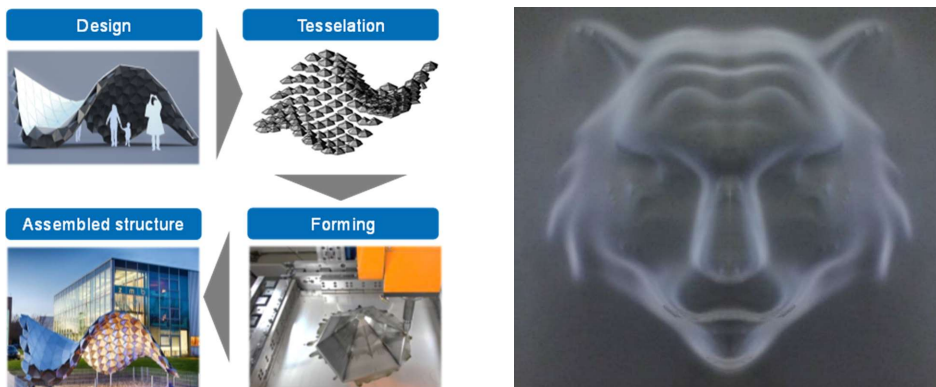 Design
Tesselation
Assembled structure
Forming